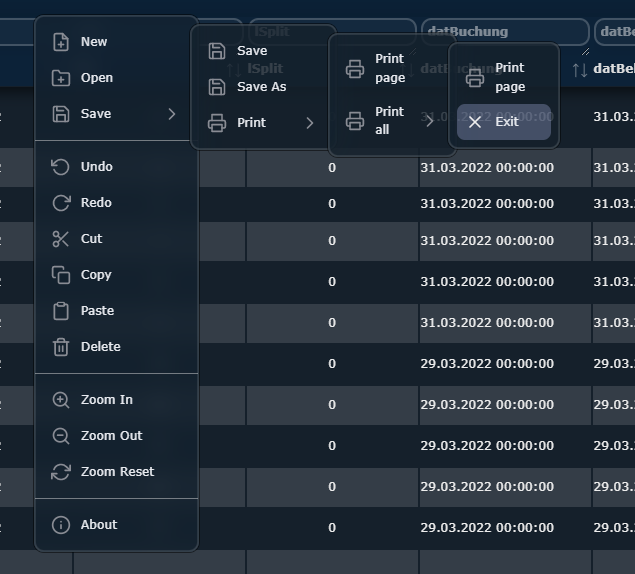 New
Open
Save
Undo
Redo
Cut
Copy
Paste
Delete
Zoom In
Zoom Out
Zoom Reset
About
Save
Save As
Print
Print
page
Print
all
Print
page
Exit
lSplit
datBuchung
datBe
lSplit
datBuchung
datBel
31.03.2022 00:00:00
31.03.
0
31.03.2022 00:00:00
31.03.
0
31.03.2022 00:00:00
31.03.
0
31.03.2022 00:00:00
31.03.
0
31.03.2022 00:00:00
31.03.
0
31.03.2022 00:00:00
31.03.
0
29.03.2022 00:00:00
29.03.
0
29.03.2022 00:00:00
29.03.
0
29.03.2022 00:00:00
29.03.
0
29.03.2022 00:00:00
29.03.
0
29.03.2022 00:00:00
29.03.